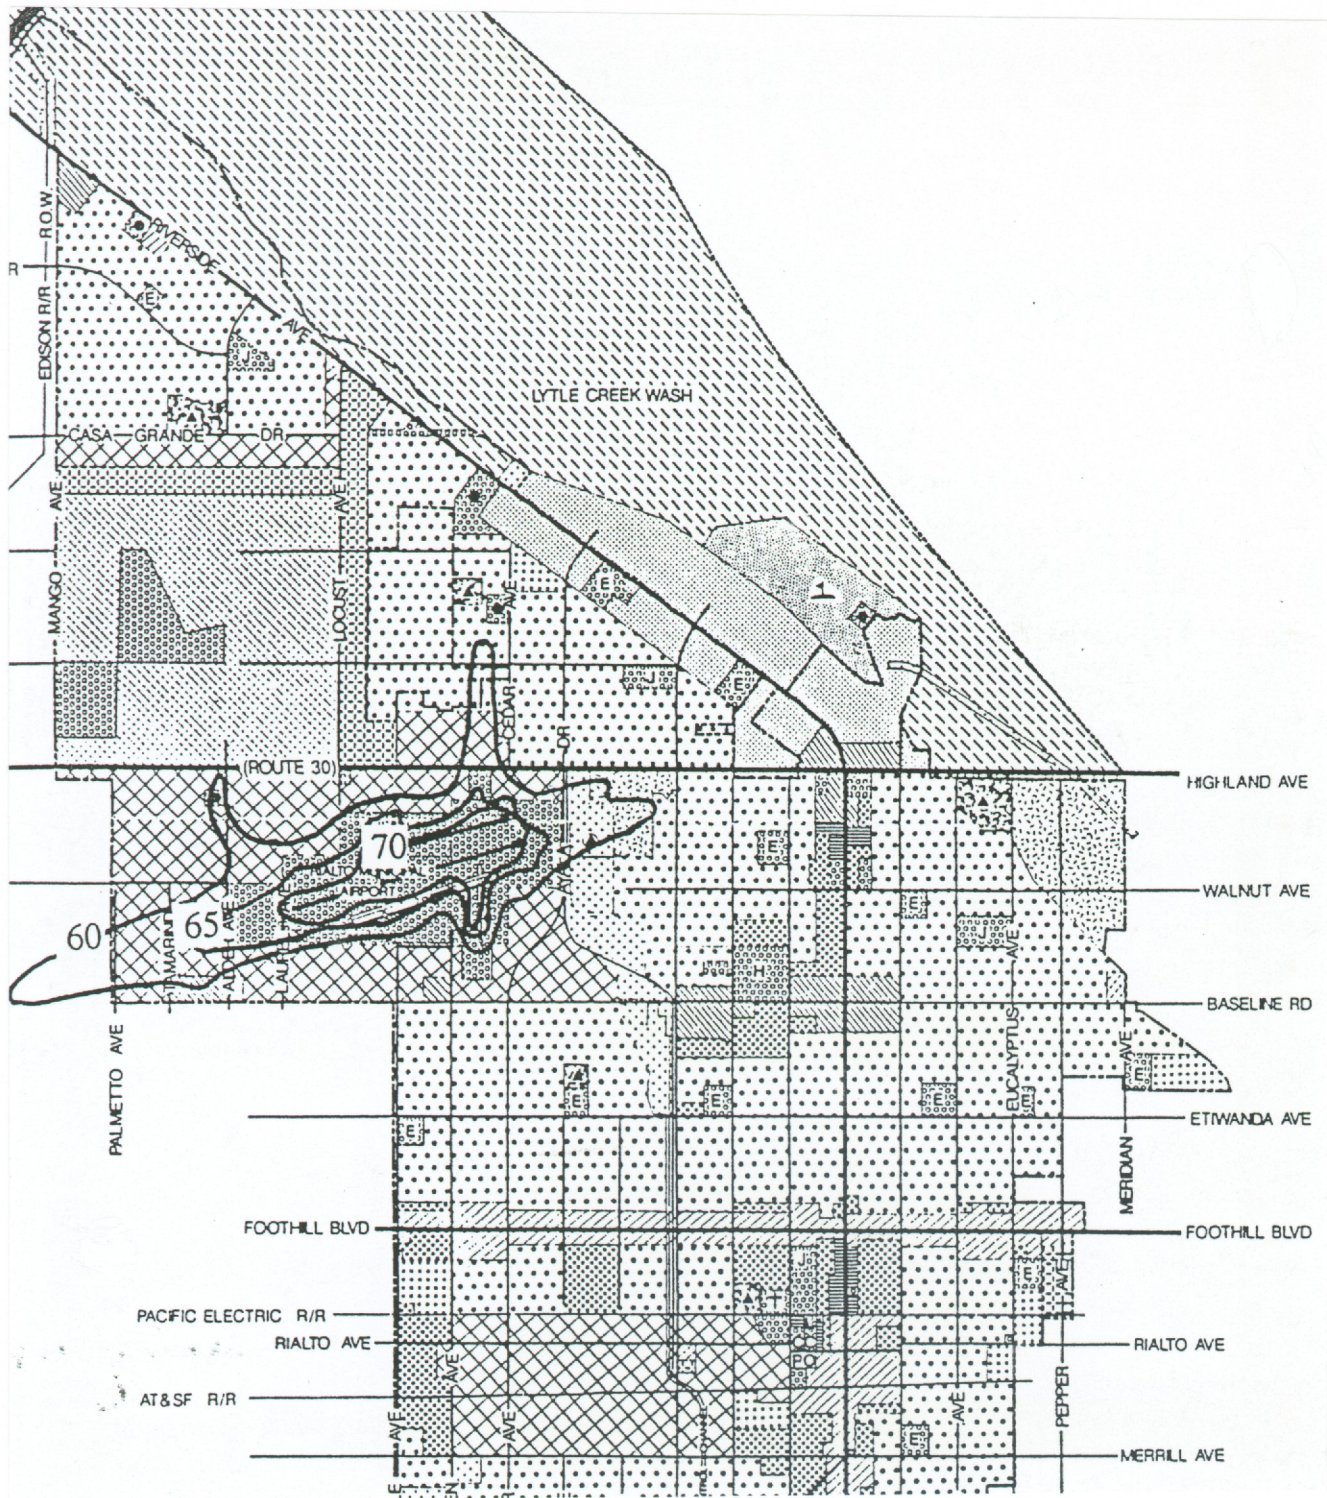 R
EDISON R/R R.O.W.
RIVERSIDE
AVE
E
J
LYTLE CREEK WASH
CASA GRANDE DR
MANGO AVE
LOCUST AVE
E
CEDAR AVE
J
E
DR
(ROUTE 30)
HIGHLAND AVE
70
E
AYALA
AIRPORT
WALNUT AVE
E
65
60
ALDER AVE
J
EUCALYPTUS AVE
H
BASELINE RD
PALMETTO AVE
MERIDIAN AVE
E
E
E
E
E
ETIWANDA AVE
E
FOOTHILL BLVD
FOOTHILL BLVD
J
E
PEPPER AVE
PACIFIC ELECTRIC R/R
H
RIALTO AVE
RIALTO AVE
AT&SF R/R
AVE
AVE
AVE
AVE
E
MERRILL AVE